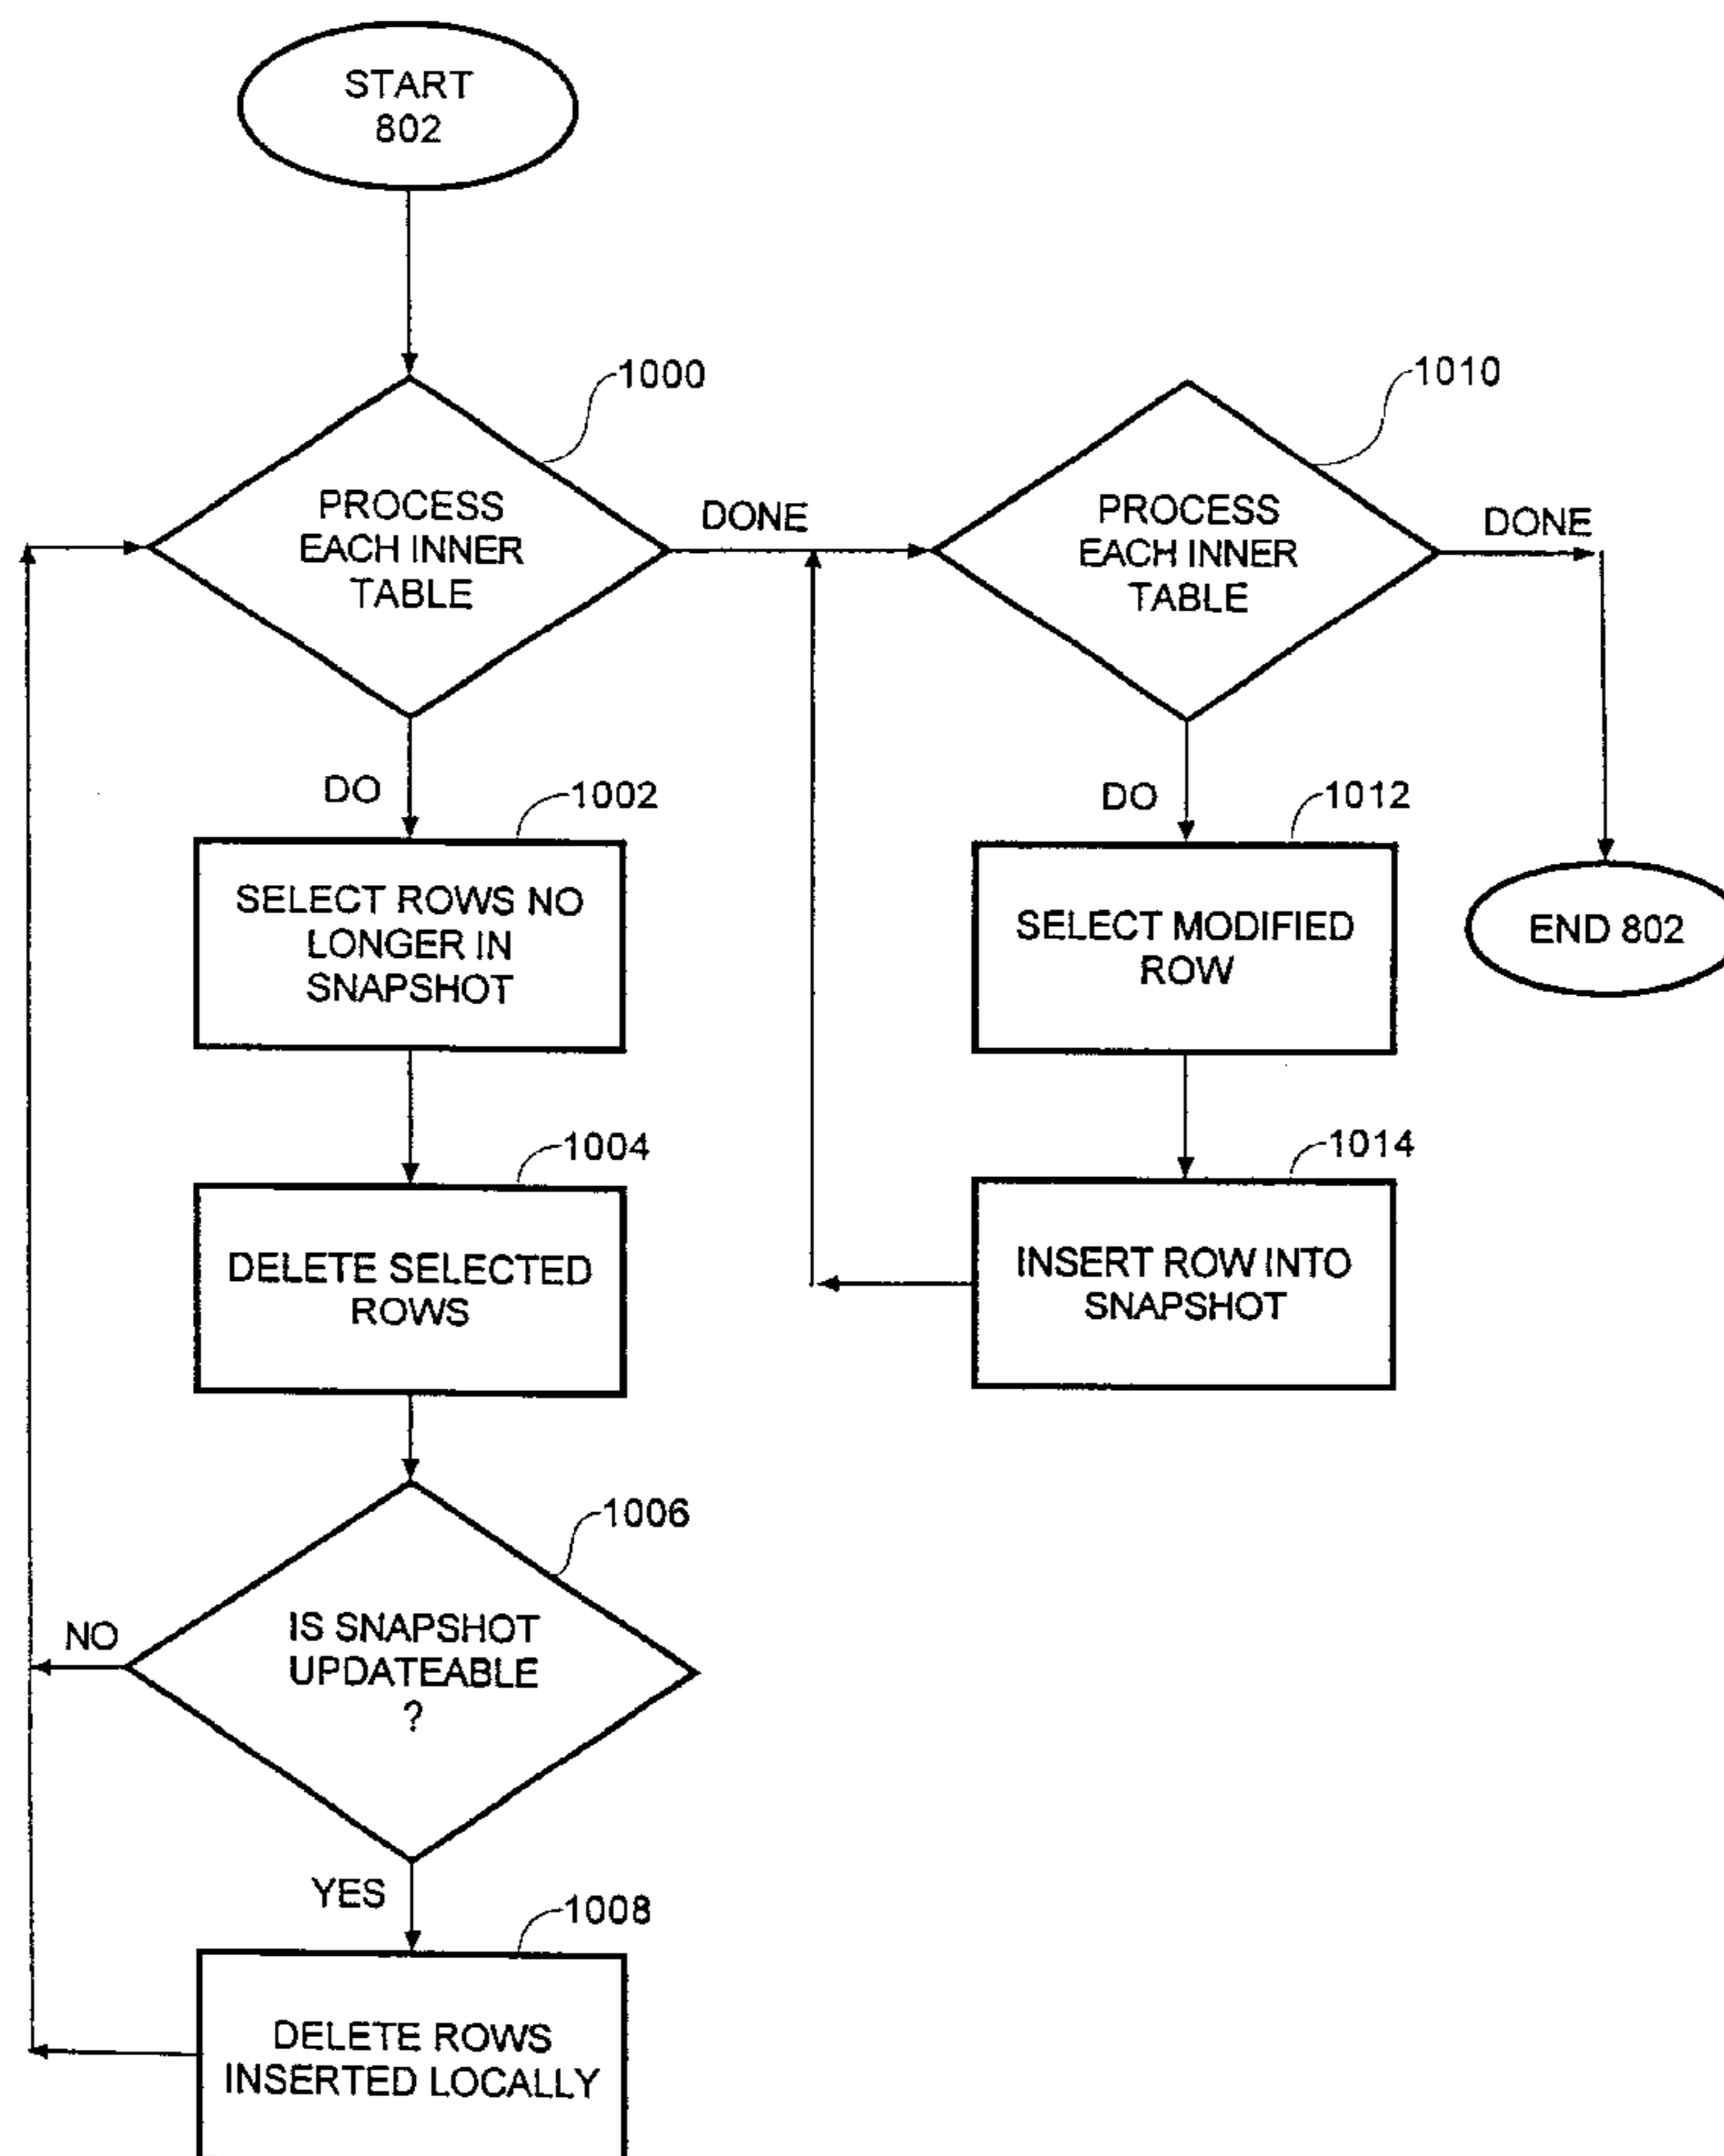 START
802
1000
PROCESS
EACH INNER
TABLE
DONE
DO
1002
SELECT ROWS NO
LONGER IN
SNAPSHOT
1004
DELETE SELECTED
ROWS
1006
IS SNAPSHOT
UPDATEABLE
?
NO
YES
1008
DELETE ROWS
INSERTED LOCALLY
1010
PROCESS
EACH INNER
TABLE
DONE
DO
1012
SELECT MODIFIED
ROW
1014
INSERT ROW INTO
SNAPSHOT
END 802